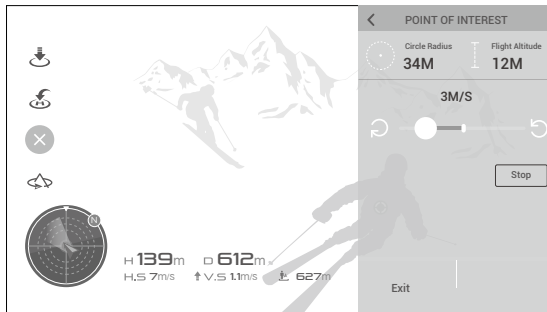 POINT OF INTEREST
Circle Radius
34M
Flight Altitude
12M
3M/S
Stop
N
H 139m D 612m
H.S 7m/s V.S 1.1m/s 627m
Exit